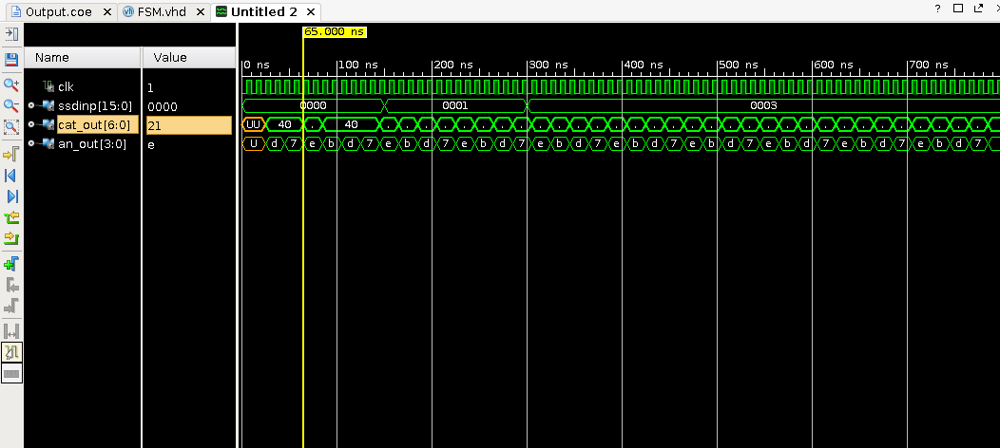 Output.coe × FSM.vhd × Untitled 2 × ?
65.000 ns
Name Value
0 ns 100 ns 200 ns 300 ns 400 ns 500 ns 600 ns 700 ns
clk 1
ssdinp[15:0] 0000 0000 0001 0003
cat_out[6:0] 21 UU 40 . 40 . . . . . . . . . . . . . . . . . . . . . . . . . . . . . . . .
an_out[3:0] e U d 7 e b d 7 e b d 7 e b d 7 e b d 7 e b d 7 e b d 7 e b d 7 e b d 7 e b d 7